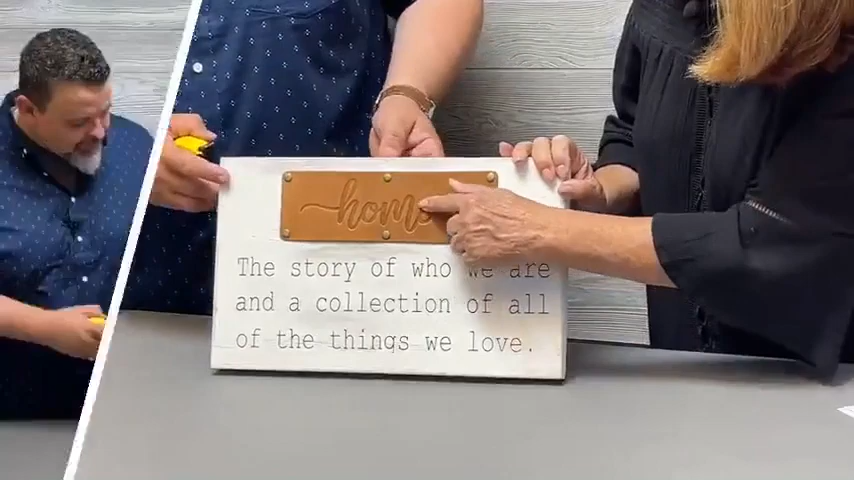 home
The story of who we are
and a collection of all
of the things we love.